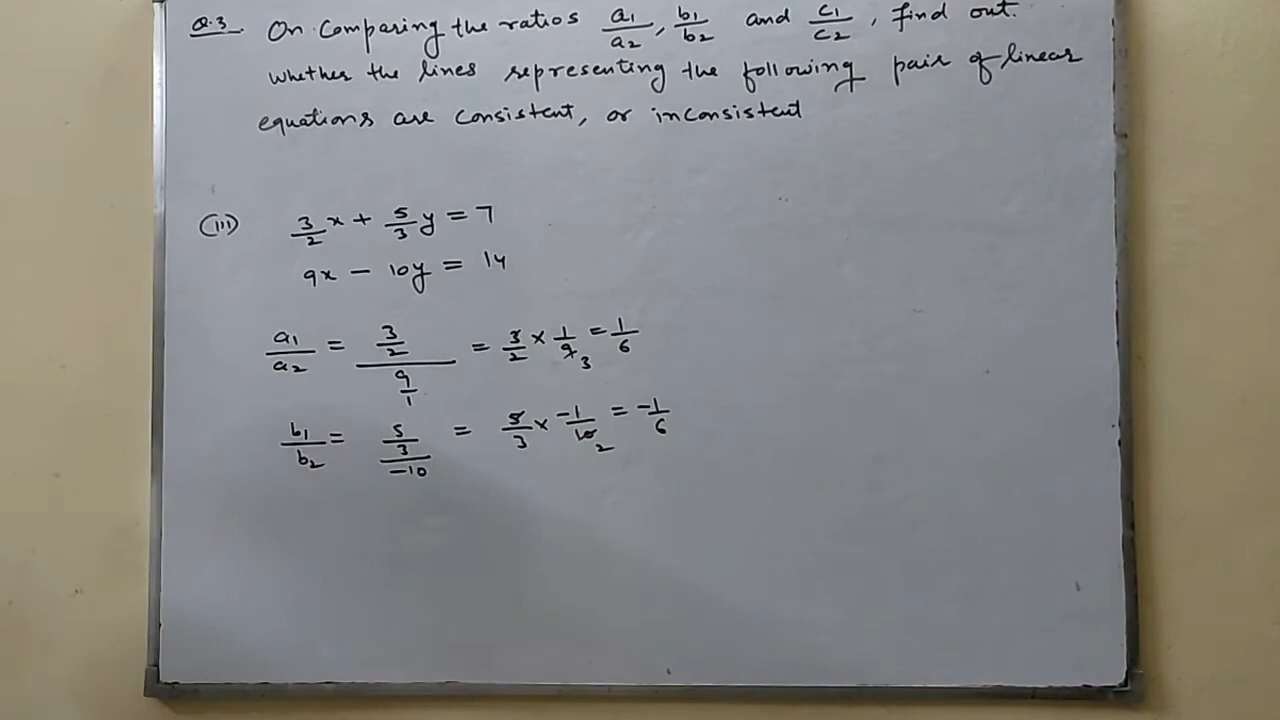 Q.3. On comparing the ratios a₁/a₂, b₁/b₂ and c₁/c₂, find out.
whether the lines representing the following pair of linear
equations are consistent, or inconsistent
(iii) 3/2 x + 5/3 y = 7
9x - 10y = 14
a₁/a₂ = (3/2)/(9/1) = 3/2 × 1/9 3 = 1/6
b₁/b₂ = (5/3)/-10 = 5/3 × -1/10 2 = -1/6